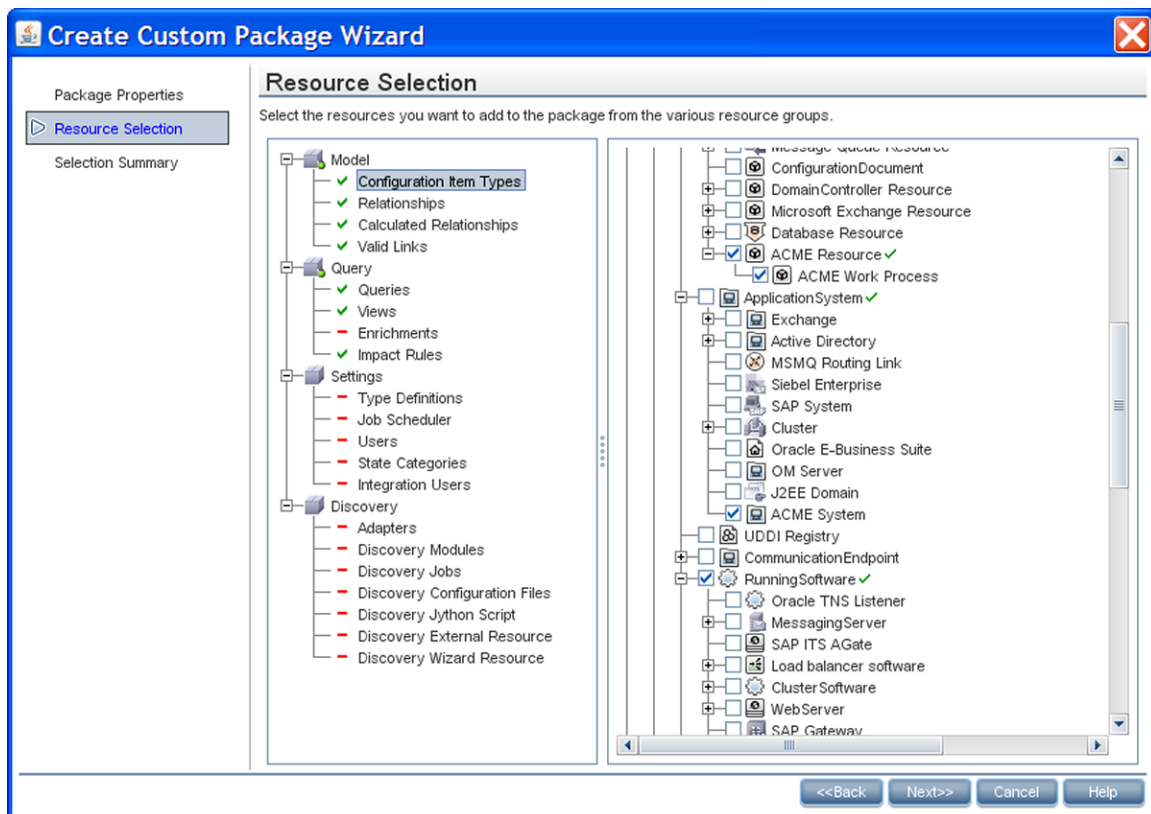 Create Custom Package Wizard
Package Properties
Resource Selection
Selection Summary
Resource Selection
Select the resources you want to add to the package from the various resource groups.
Model
Configuration Item Types
Relationships
Calculated Relationships
Valid Links
Query
Queries
Views
Enrichments
Impact Rules
Settings
Type Definitions
Job Scheduler
Users
State Categories
Integration Users
Discovery
Adapters
Discovery Modules
Discovery Jobs
Discovery Configuration Files
Discovery Jython Script
Discovery External Resource
Discovery Wizard Resource
Message Queue Resource
ConfigurationDocument
DomainController Resource
Microsoft Exchange Resource
Database Resource
ACME Resource
ACME Work Process
ApplicationSystem
Exchange
Active Directory
MSMQ Routing Link
Siebel Enterprise
SAP System
Cluster
Oracle E-Business Suite
OM Server
J2EE Domain
ACME System
UDDI Registry
CommunicationEndpoint
RunningSoftware
Oracle TNS Listener
MessagingServer
SAP ITS AGate
Load balancer software
ClusterSoftware
WebServer
SAP Gateway
<<Back
Next>>
Cancel
Help